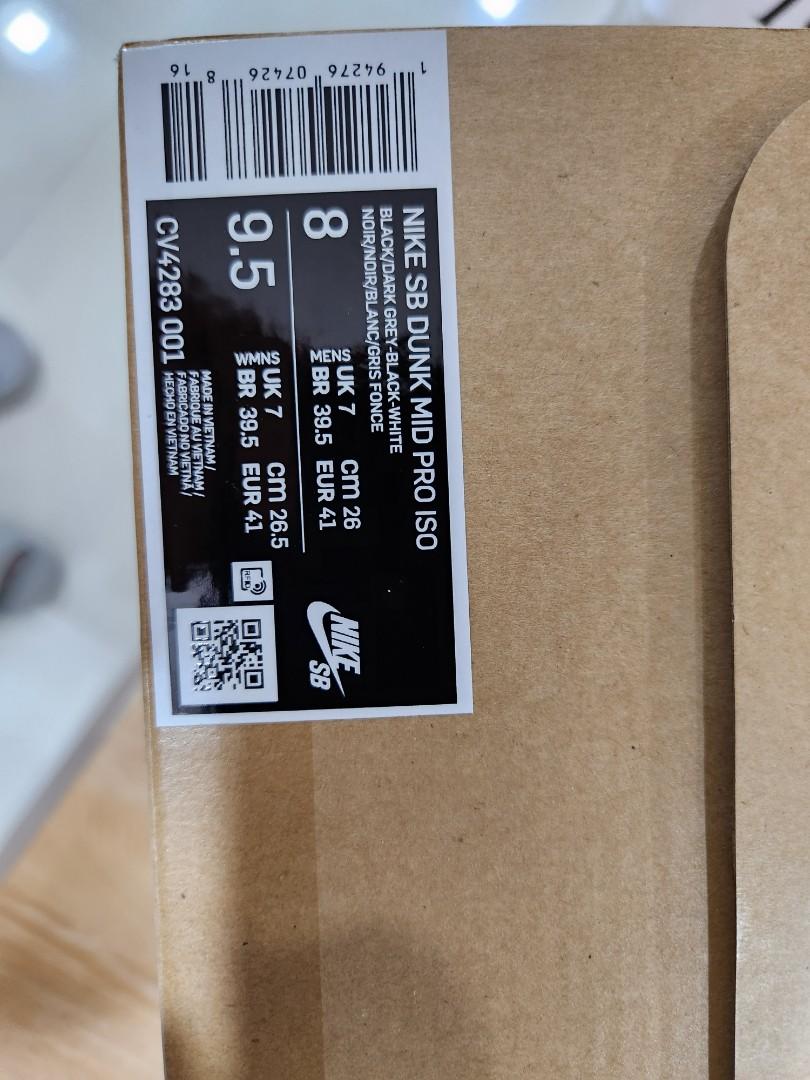 NIKE SB DUNK MID PRO ISO
BLACK/DARK GREY-BLACK-WHITE
NOIR/NOIR/BLANC/GRIS FONCE
8
MENS UK 7 cm 26
BR 39.5 EUR 41
9.5
WMNS UK 7 cm 26.5
BR 39.5 EUR 41
CV4283 001
MADE IN VIETNAM/
FABRIQUE AU VIETNAM /
FABRICADO NO VIETNÃ /
HECHO EN VIETNAM
RFID
NIKE
SB
1 94276 07426 8 16